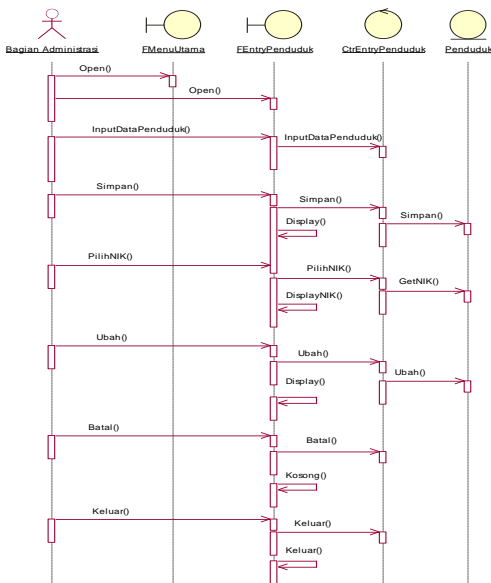 Bagian Administrasi FMenuUtama FEntryPenduduk CtrEntryPenduduk Penduduk
Open()
Open()
InputDataPenduduk()
InputDataPenduduk()
Simpan()
Simpan()
Simpan()
Display()
PilihNIK()
PilihNIK()
GetNIK()
DisplayNIK()
Ubah()
Ubah()
Ubah()
Display()
Batal()
Batal()
Kosong()
Keluar()
Keluar()
Keluar()